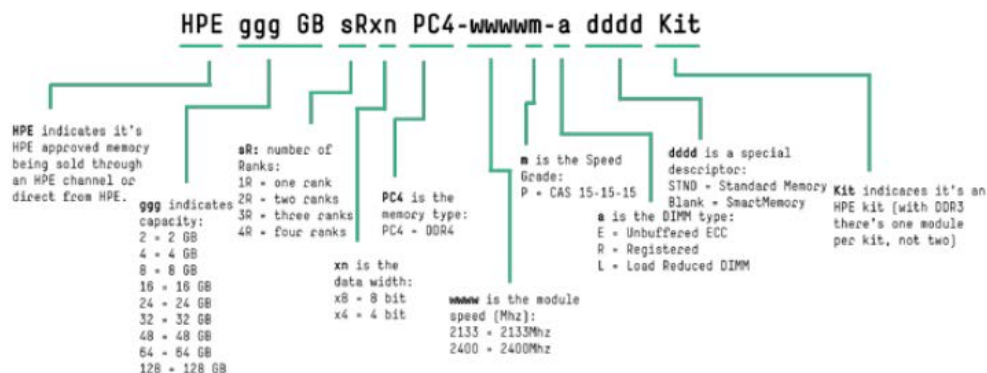 HPE ggg GB sRxn PC4-wwwwm-a dddd Kit
HPE indicates it's
HPE approved memory
being sold through
an HPE channel or
direct from HPE.
ggg indicates
capacity:
2 = 2 GB
4 = 4 GB
8 = 8 GB
16 = 16 GB
24 = 24 GB
32 = 32 GB
48 = 48 GB
64 = 64 GB
128 = 128 GB
sR: number of
Ranks:
1R = one rank
2R = two ranks
3R = three ranks
4R = four ranks
xn is the
data width:
x8 = 8 bit
x4 = 4 bit
PC4 is the
memory type:
PC4 = DDR4
wwww is the module
speed (Mhz):
2133 = 2133Mhz
2400 = 2400Mhz
m is the Speed
Grade:
P = CAS 15-15-15
a is the DIMM type:
E = Unbuffered ECC
R = Registered
L = Load Reduced DIMM
dddd is a special
descriptor:
STND = Standard Memory
Blank = SmartMemory
Kit indicares it's an
HPE kit (with DDR3
there's one module
per kit, not two)